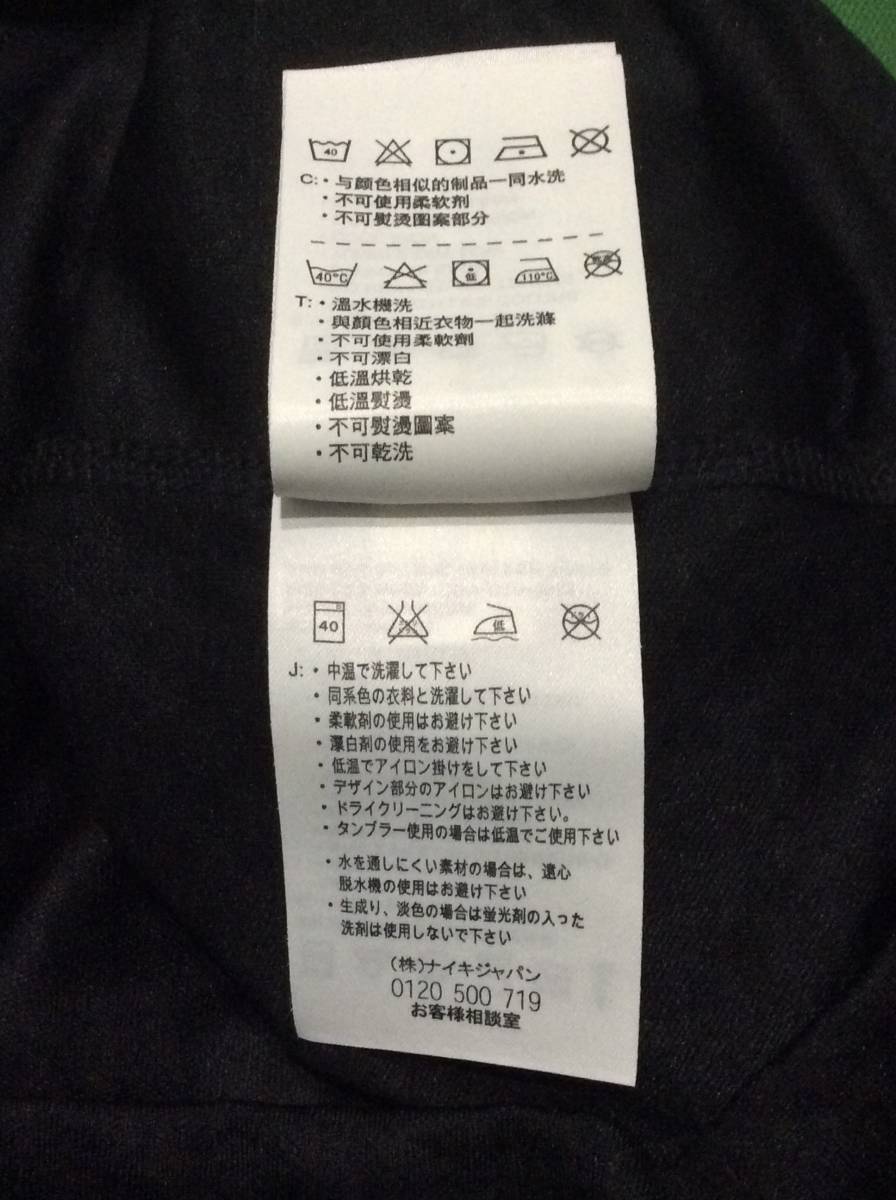 40
C:・与颜色相似的制品一同水洗
・不可使用柔软剂
・不可熨烫图案部分
40°C 低 110°C
T:・溫水機洗
・與顏色相近衣物一起洗滌
・不可使用柔軟劑
・不可漂白
・低溫烘乾
・低溫熨燙
・不可熨燙圖案
・不可乾洗
40 低
J:・中温で洗濯して下さい
・同系色の衣料と洗濯して下さい
・柔軟剤の使用はお避け下さい
・漂白剤の使用をお避け下さい
・低温でアイロン掛けをして下さい
・デザイン部分のアイロンはお避け下さい
・ドライクリーニングはお避け下さい。
・タンブラー使用の場合は低温でご使用下さい
・水を通しにくい素材の場合は、遠心
脱水機の使用はお避け下さい
・生成り、淡色の場合は蛍光剤の入った
洗剤は使用しないで下さい
(株)ナイキジャパン
0120 500 719
お客様相談室